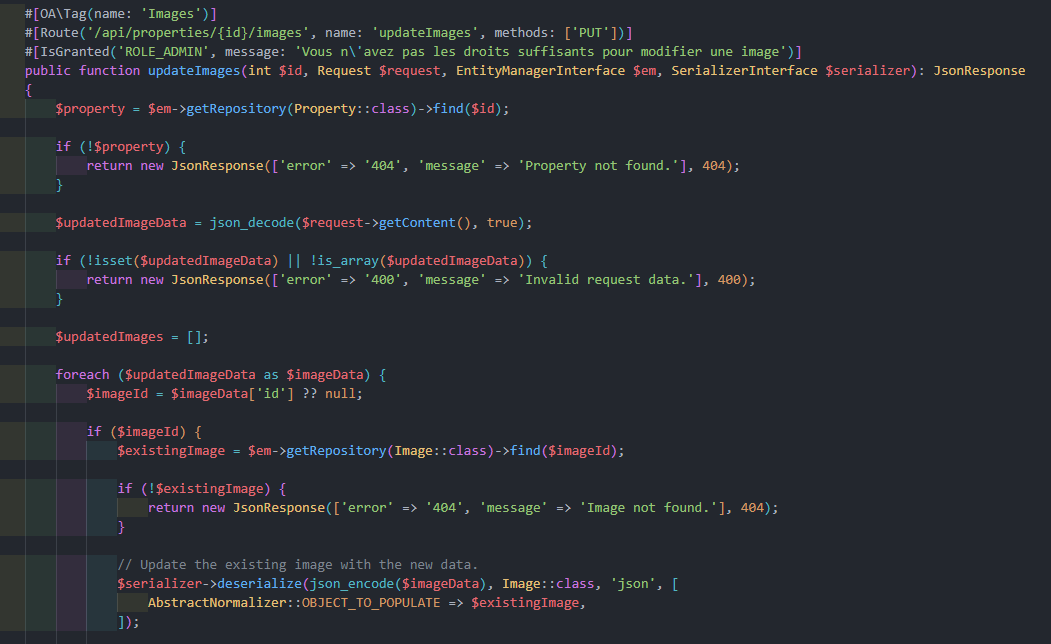 #[OA\Tag(name: 'Images')]
#[Route('/api/properties/{id}/images', name: 'updateImages', methods: ['PUT'])]
#[IsGranted('ROLE_ADMIN', message: 'Vous n\'avez pas les droits suffisants pour modifier une image')]
public function updateImages(int $id, Request $request, EntityManagerInterface $em, SerializerInterface $serializer): JsonResponse
{
$property = $em->getRepository(Property::class)->find($id);
if (!$property) {
return new JsonResponse(['error' => '404', 'message' => 'Property not found.'], 404);
}
$updatedImageData = json_decode($request->getContent(), true);
if (!isset($updatedImageData) || !is_array($updatedImageData)) {
return new JsonResponse(['error' => '400', 'message' => 'Invalid request data.'], 400);
}
$updatedImages = [];
foreach ($updatedImageData as $imageData) {
$imageId = $imageData['id'] ?? null;
if ($imageId) {
$existingImage = $em->getRepository(Image::class)->find($imageId);
if (!$existingImage) {
return new JsonResponse(['error' => '404', 'message' => 'Image not found.'], 404);
}
// Update the existing image with the new data.
$serializer->deserialize(json_encode($imageData), Image::class, 'json', [
AbstractNormalizer::OBJECT_TO_POPULATE => $existingImage,
]);